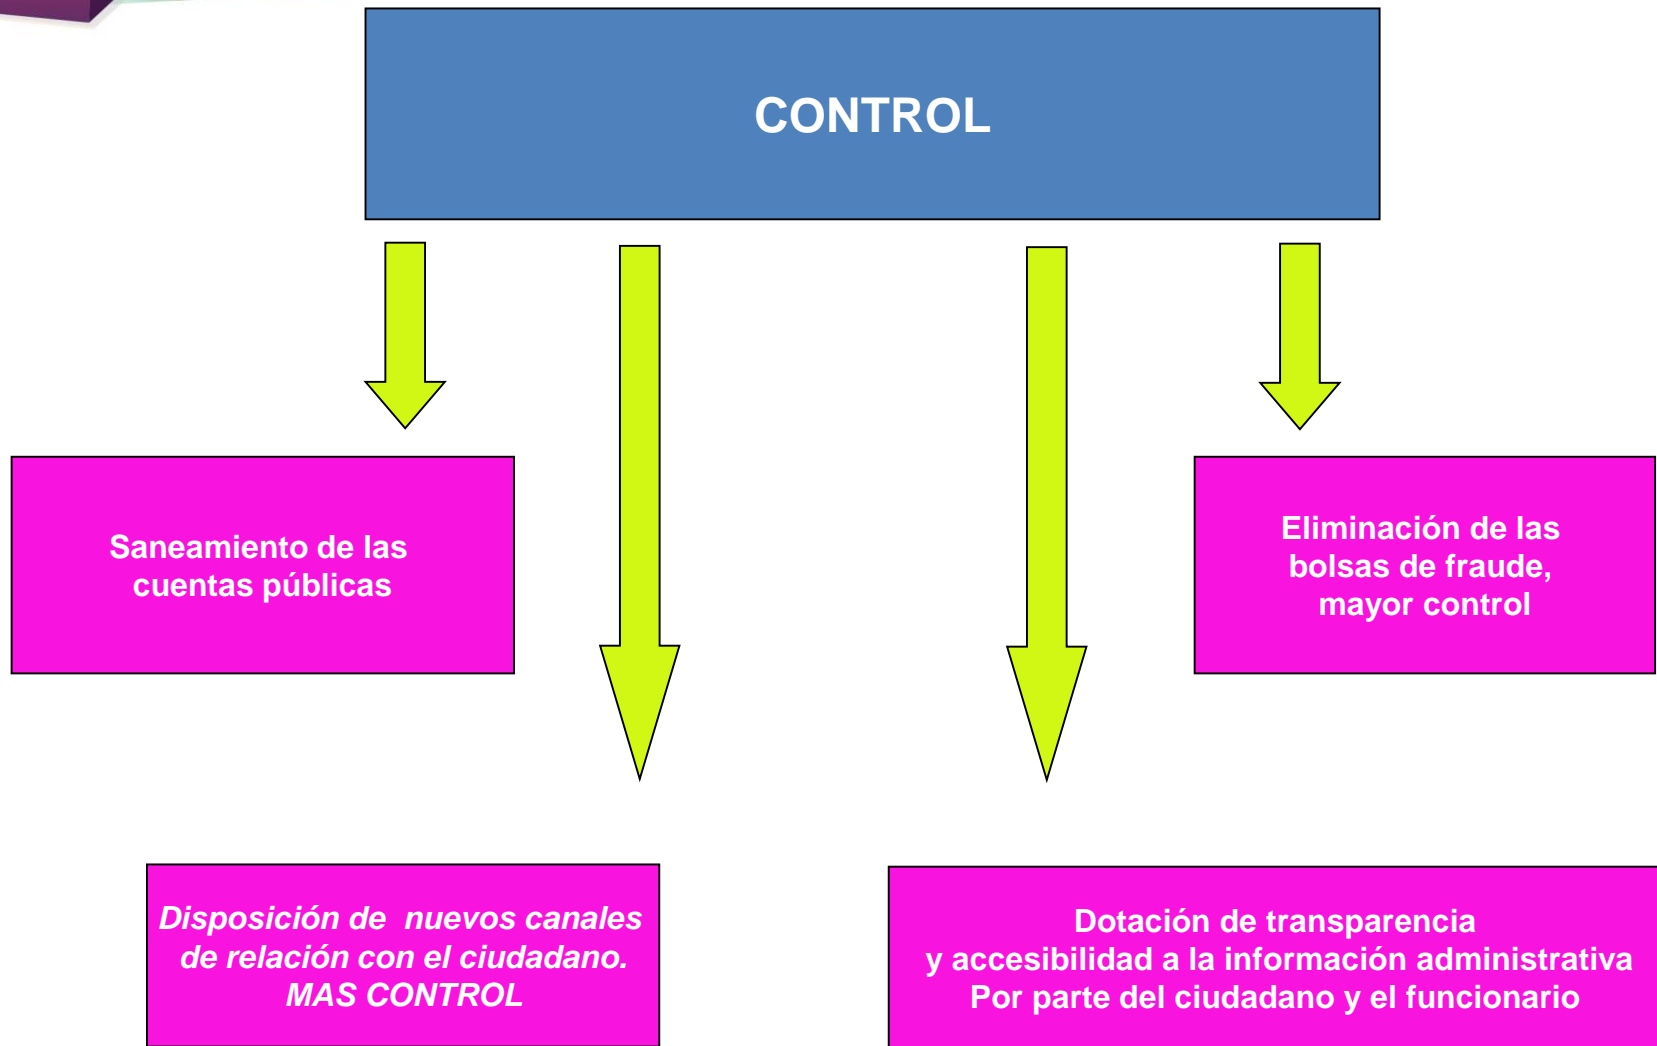 CONTROL
Saneamiento de las
cuentas públicas
Eliminación de las
bolsas de fraude,
mayor control
Disposición de  nuevos canales
de relación con el ciudadano.
MAS CONTROL
Dotación de transparencia
y accesibilidad a la información administrativa
Por parte del ciudadano y el funcionario